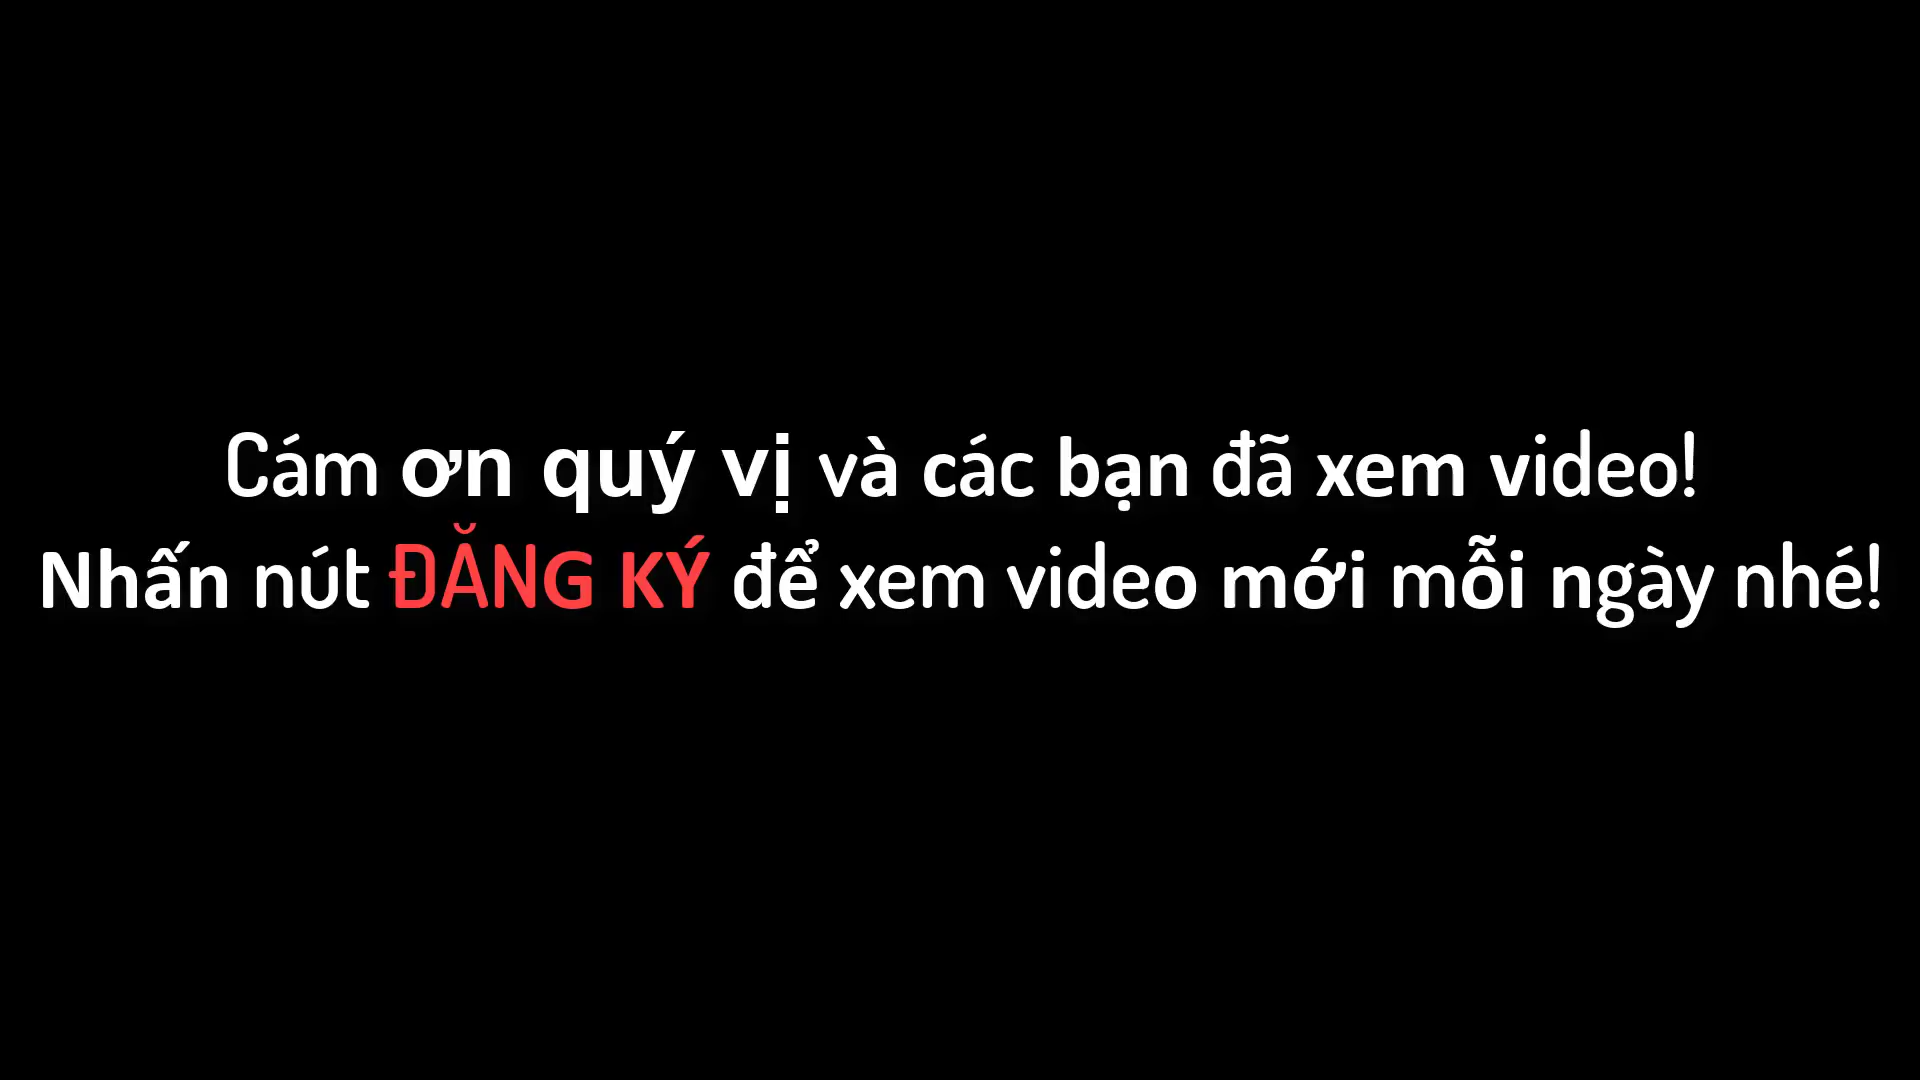 Cám ơn quý vị và các bạn đã xem video!
Nhấn nút ĐĂNG KÝ để xem video mới mỗi ngày nhé!